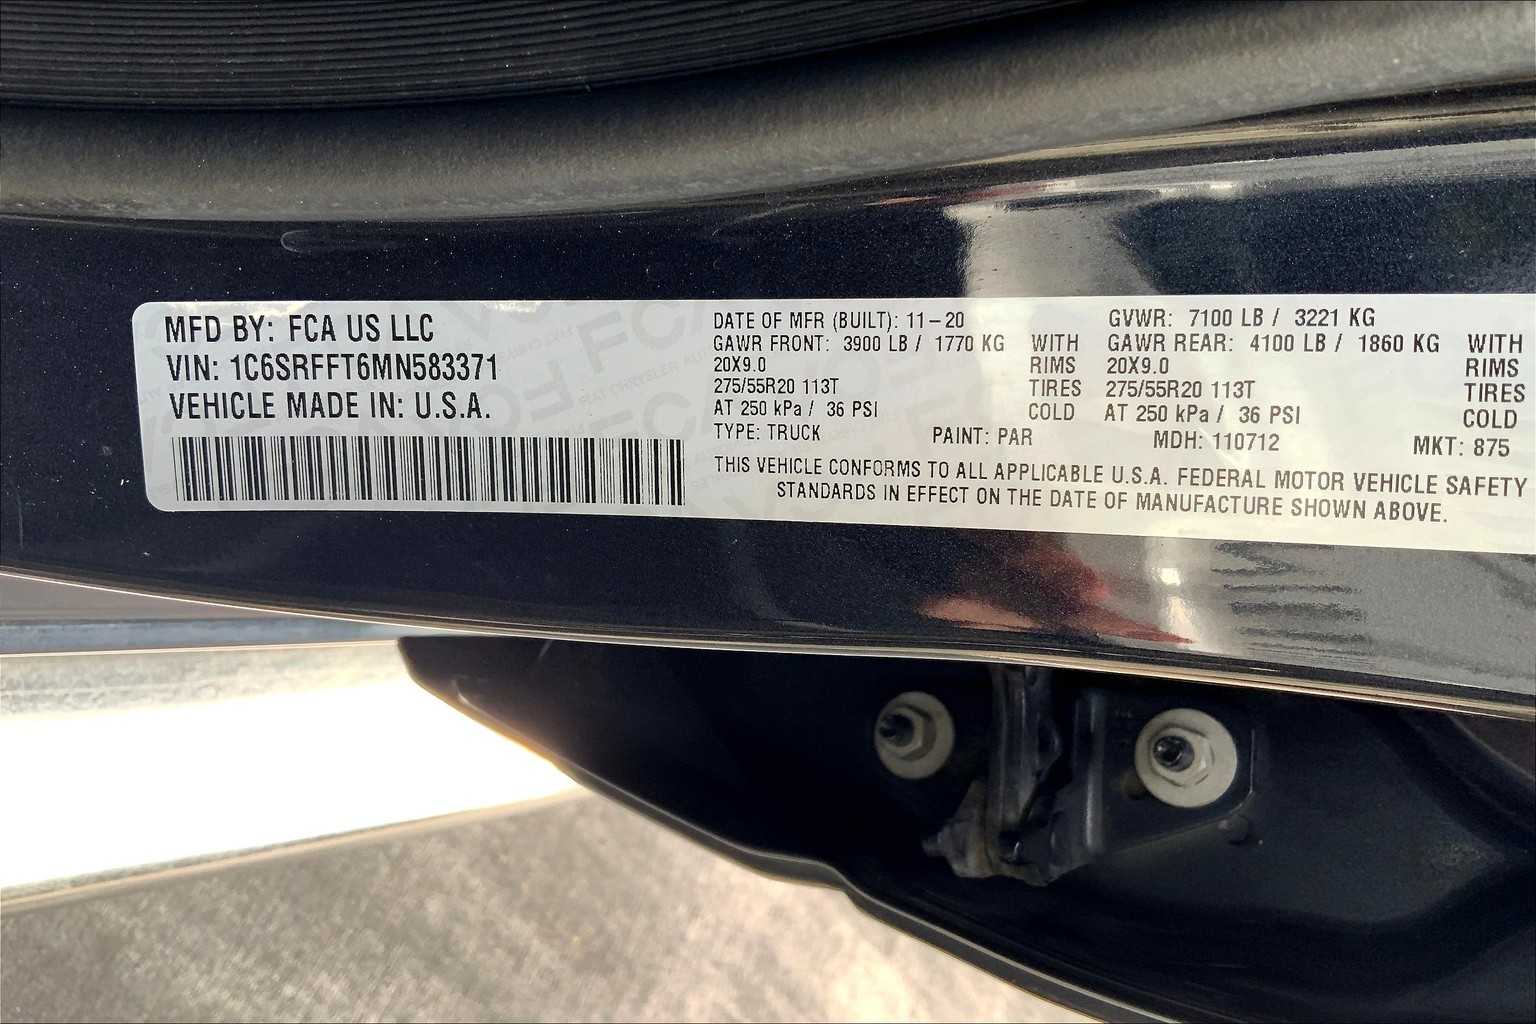 MFD BY: FCA US LLC
VIN: 1C6SRFFT6MN583371
VEHICLE MADE IN: U.S.A.
DATE OF MFR (BUILT): 11-20 GVWR: 7100 LB / 3221 KG
GAWR FRONT: 3900 LB / 1770 KG WITH GAWR REAR: 4100 LB / 1860 KG WITH
20X9.0 RIMS 20X9.0 RIMS
275/55R20 113T TIRES 275/55R20 113T TIRES
AT 250 kPa / 36 PSI COLD AT 250 kPa / 36 PSI COLD
TYPE: TRUCK PAINT: PAR MDH: 110712 MKT: 875
THIS VEHICLE CONFORMS TO ALL APPLICABLE U.S.A. FEDERAL MOTOR VEHICLE SAFETY
STANDARDS IN EFFECT ON THE DATE OF MANUFACTURE SHOWN ABOVE.